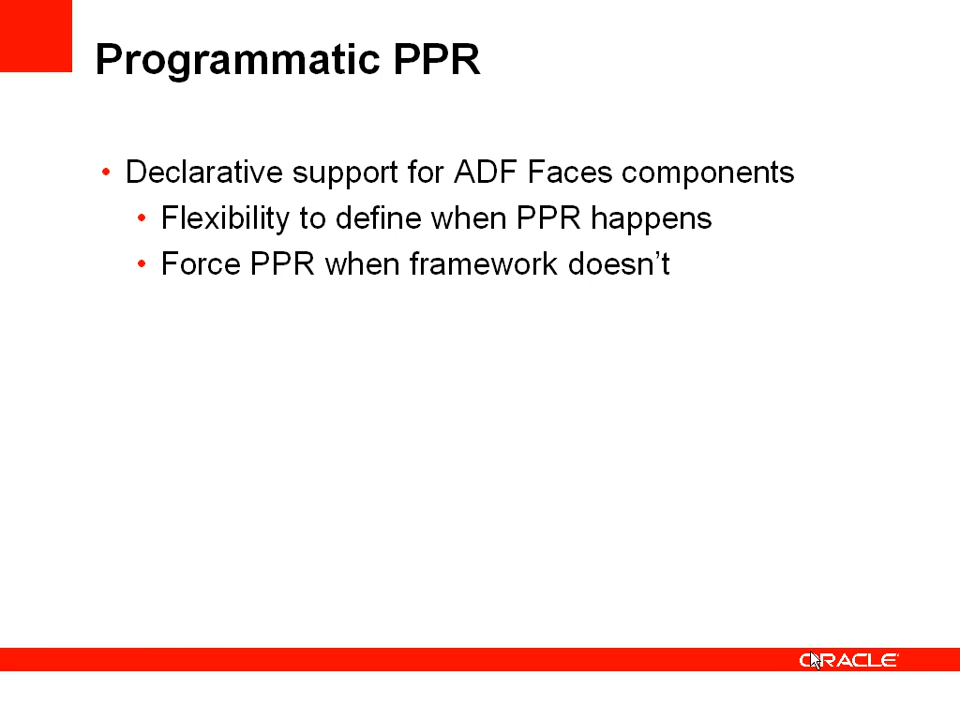 Programmatic PPR
• Declarative support for ADF Faces components
• Flexibility to define when PPR happens
• Force PPR when framework doesn’t
ORACLE